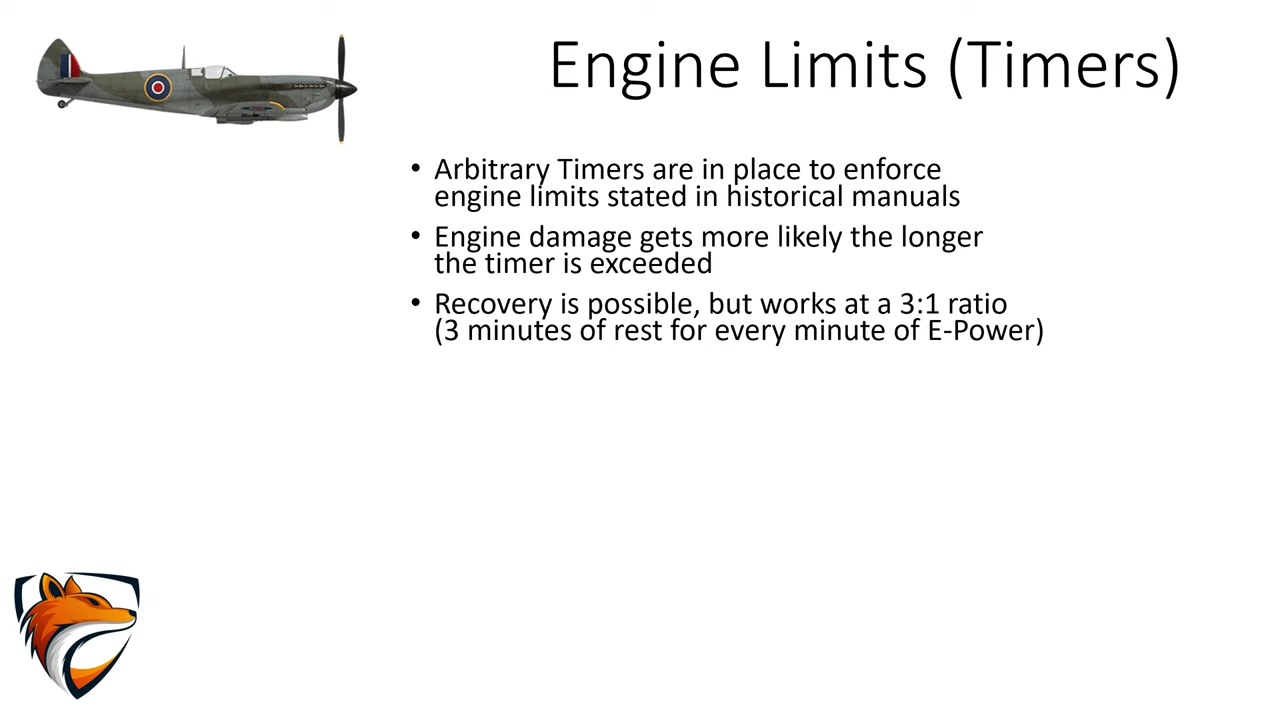 Engine Limits (Timers)
• Arbitrary Timers are in place to enforce
engine limits stated in historical manuals
• Engine damage gets more likely the longer
the timer is exceeded
• Recovery is possible, but works at a 3:1 ratio
(3 minutes of rest for every minute of E-Power)